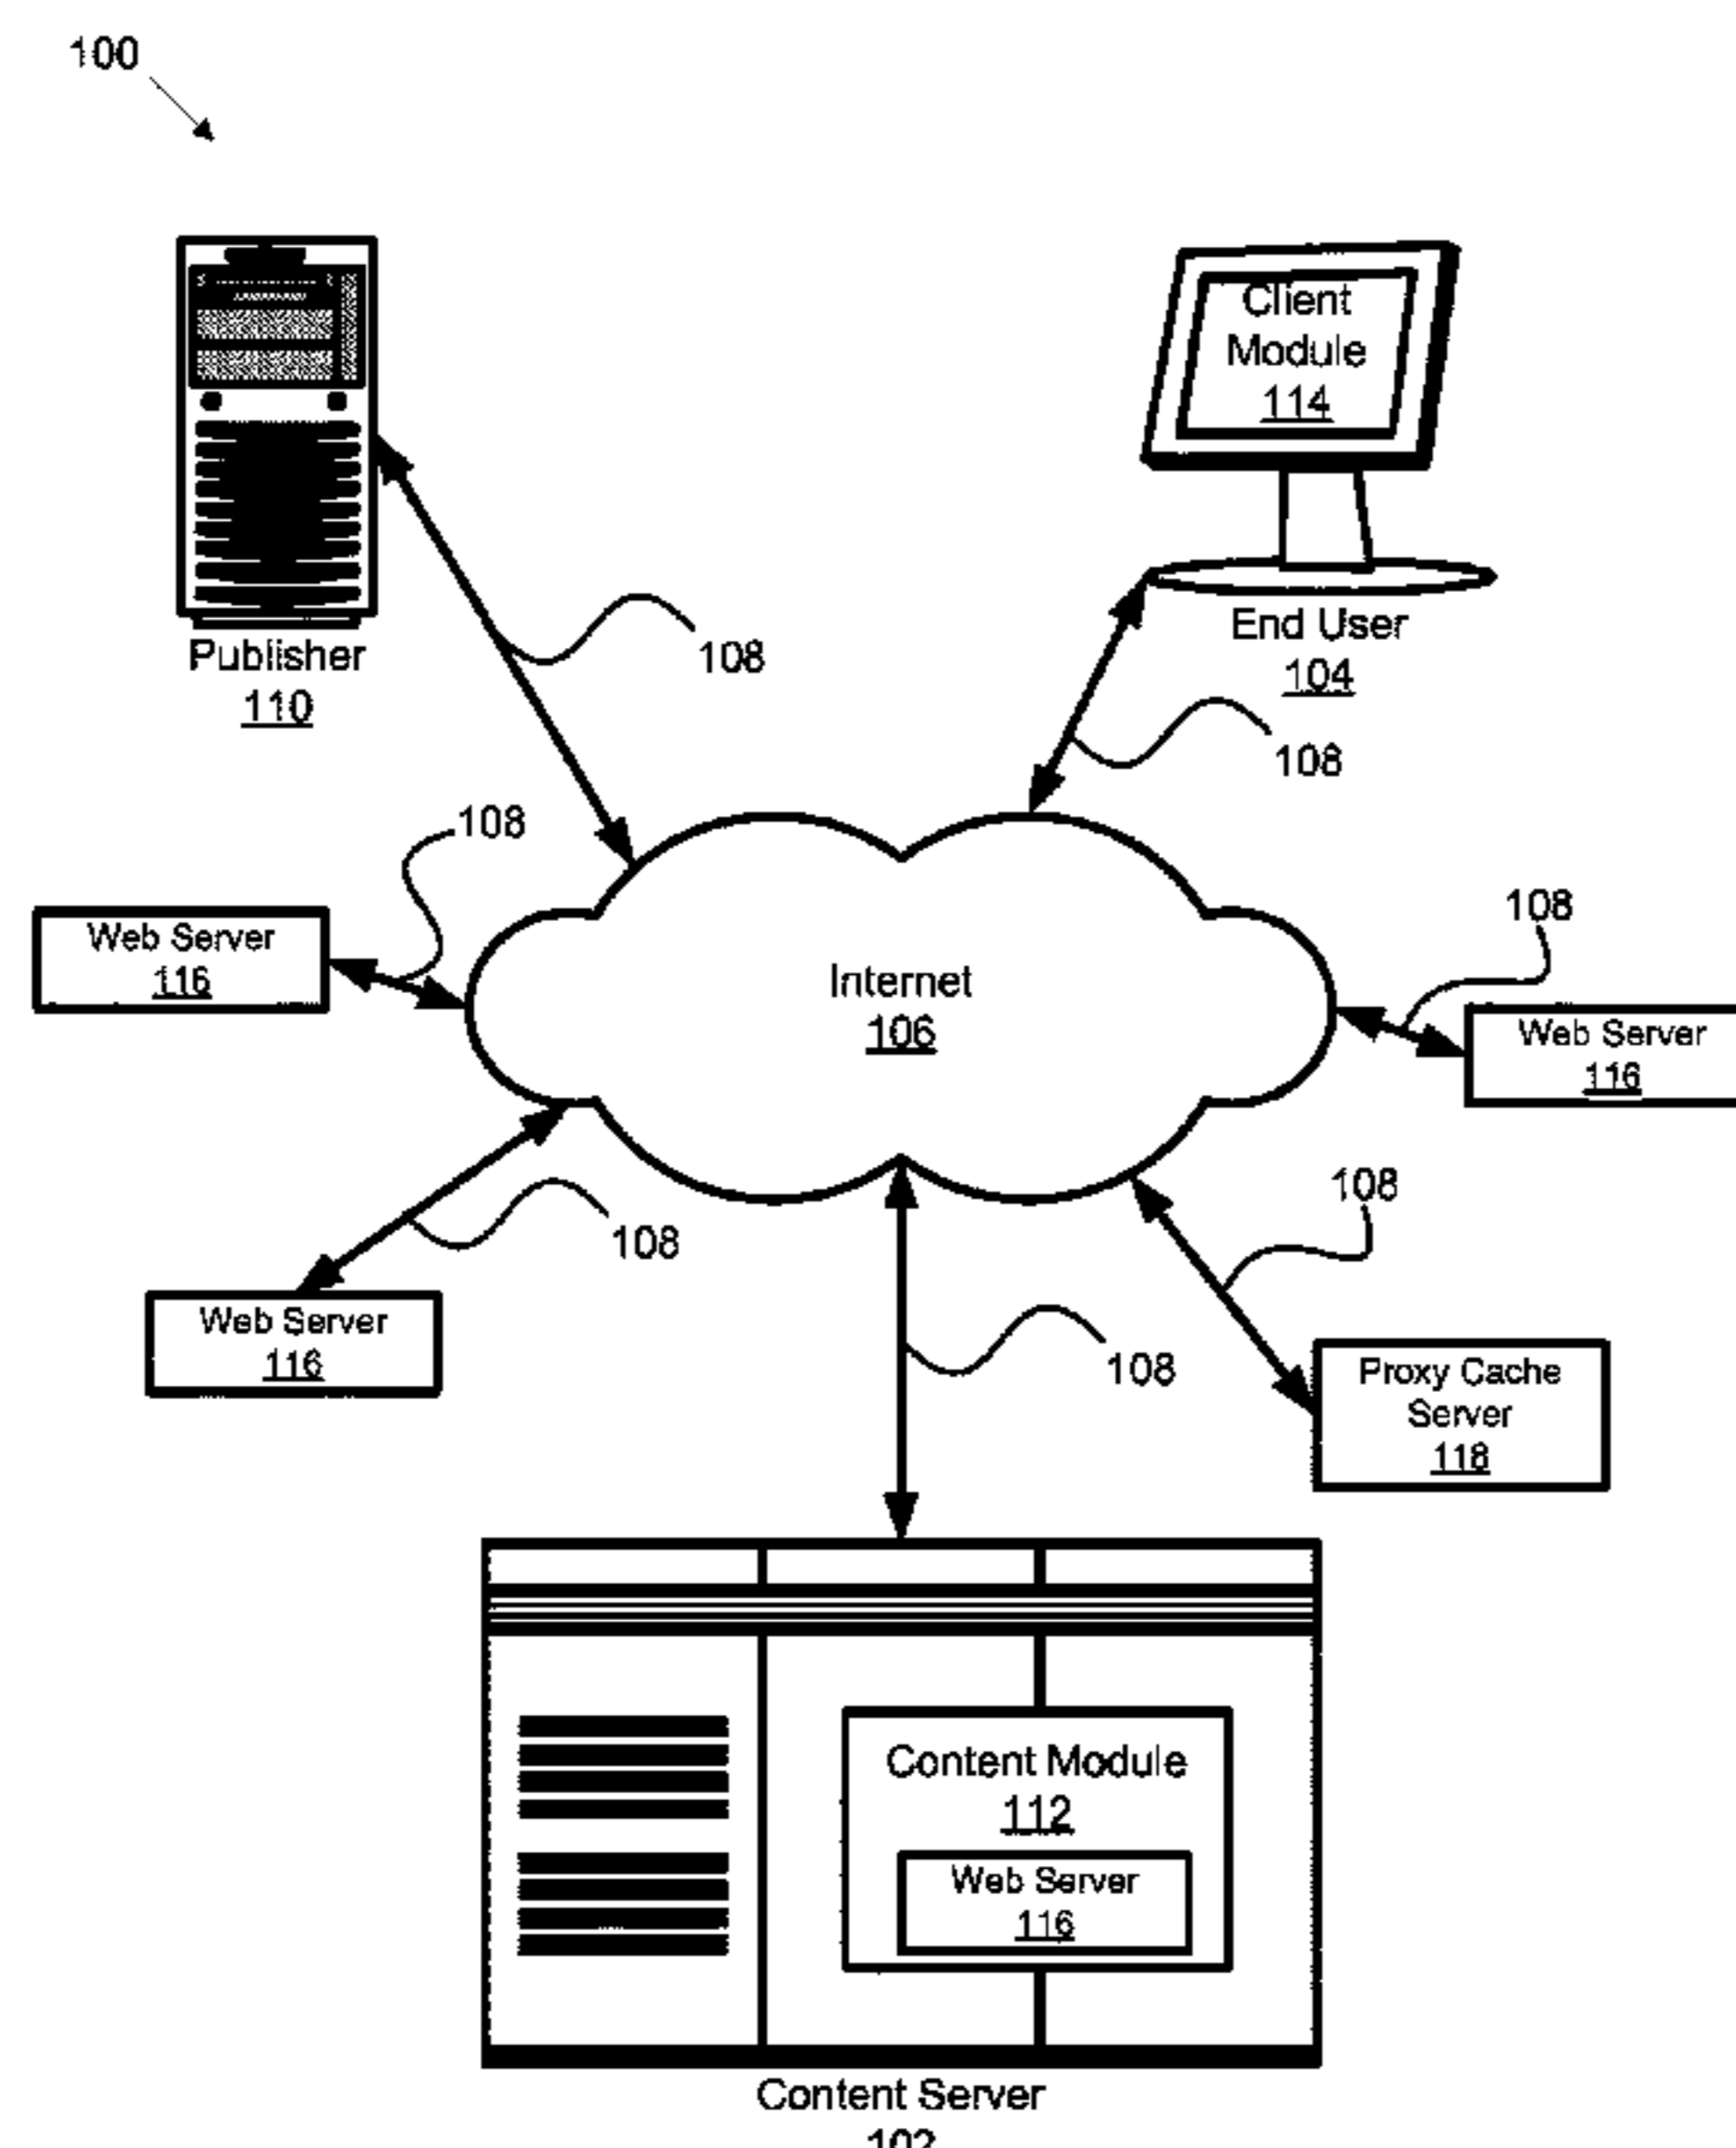 100
Client
Module
114
Publisher
110
108
End User
104
108
108
Web Server
116
Internet
106
108
Web Server
116
108
Web Server
116
108
108
Proxy Cache
Server
118
Content Module
112
Web Server
116
Content Server
102